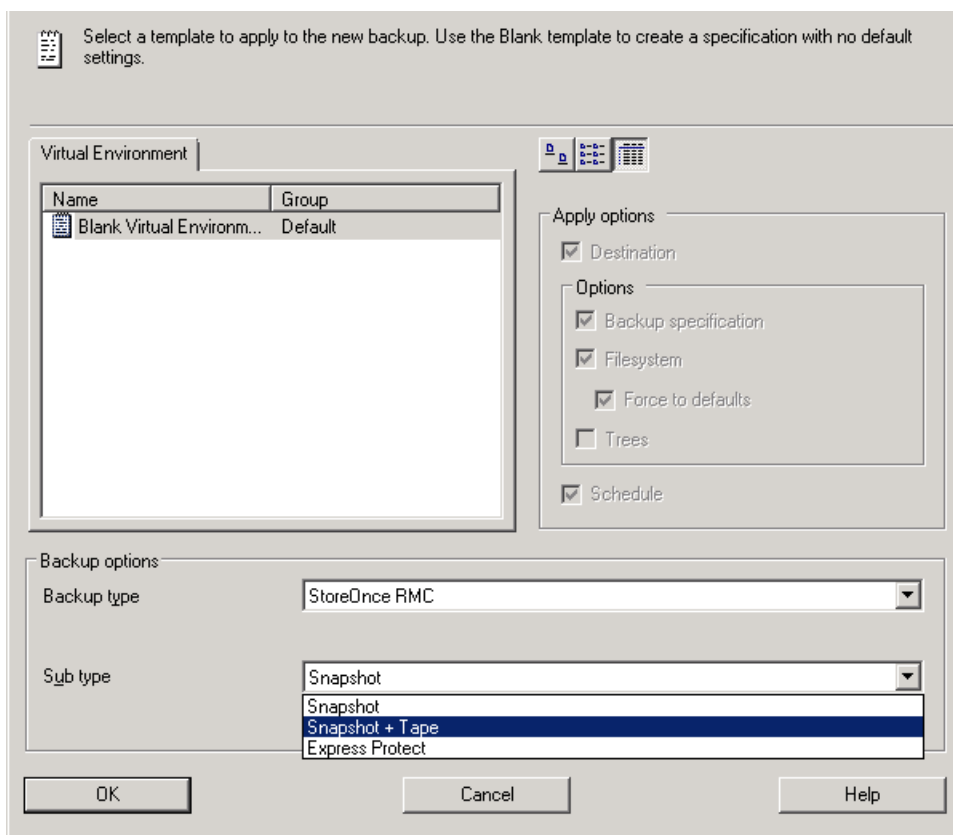 Select a template to apply to the new backup. Use the Blank template to create a specification with no default
settings.
Virtual Environment
Name Group
Blank Virtual Environm... Default
Apply options
Destination
Options
Backup specification
Filesystem
Force to defaults
Trees
Schedule
Backup options
Backup type StoreOnce RMC
Sub type Snapshot
Snapshot
Snapshot + Tape
Express Protect
OK Cancel Help